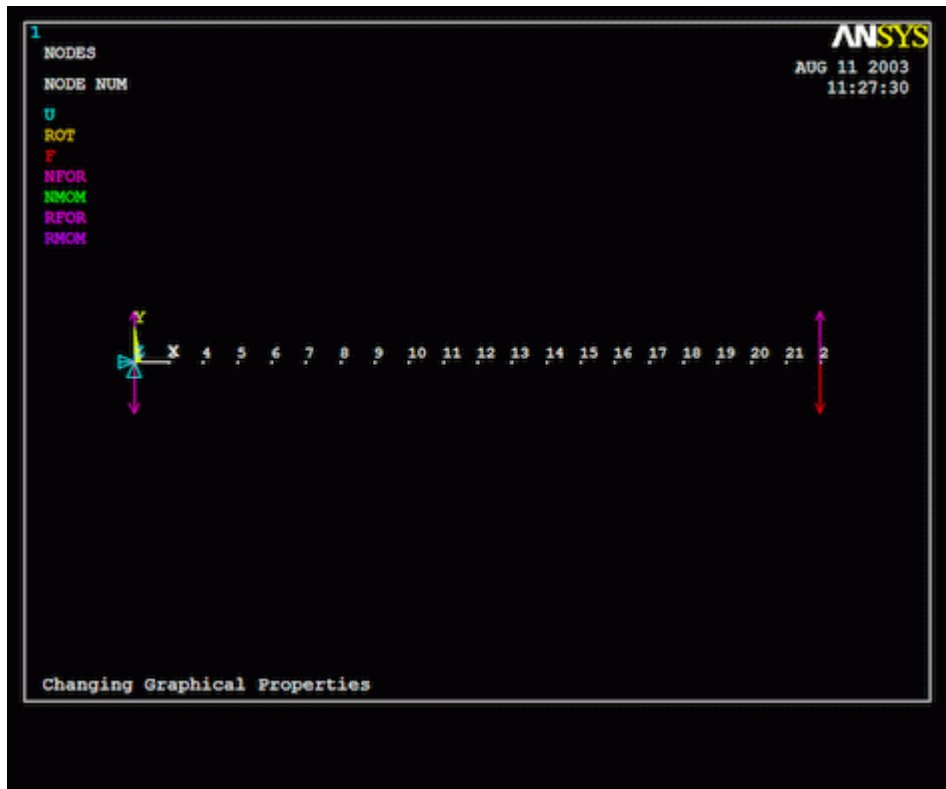 1
NODES
NODE NUM
U
ROT
F
NFOR
NMOM
RFOR
RMOM
ANSYS
AUG 11 2003
11:27:30
Y
Z X 4 5 6 7 8 9 10 11 12 13 14 15 16 17 18 19 20 21 2
Changing Graphical Properties